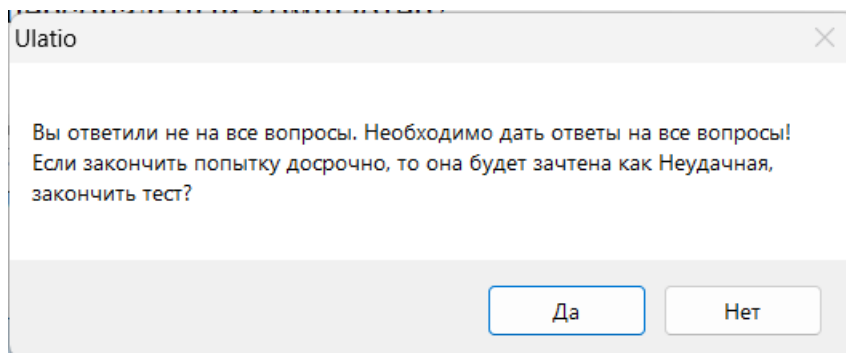 Ulatio
Вы ответили не на все вопросы. Необходимо дать ответы на все вопросы!
Если закончить попытку досрочно, то она будет зачтена как Неудачная,
закончить тест?
Да
Нет